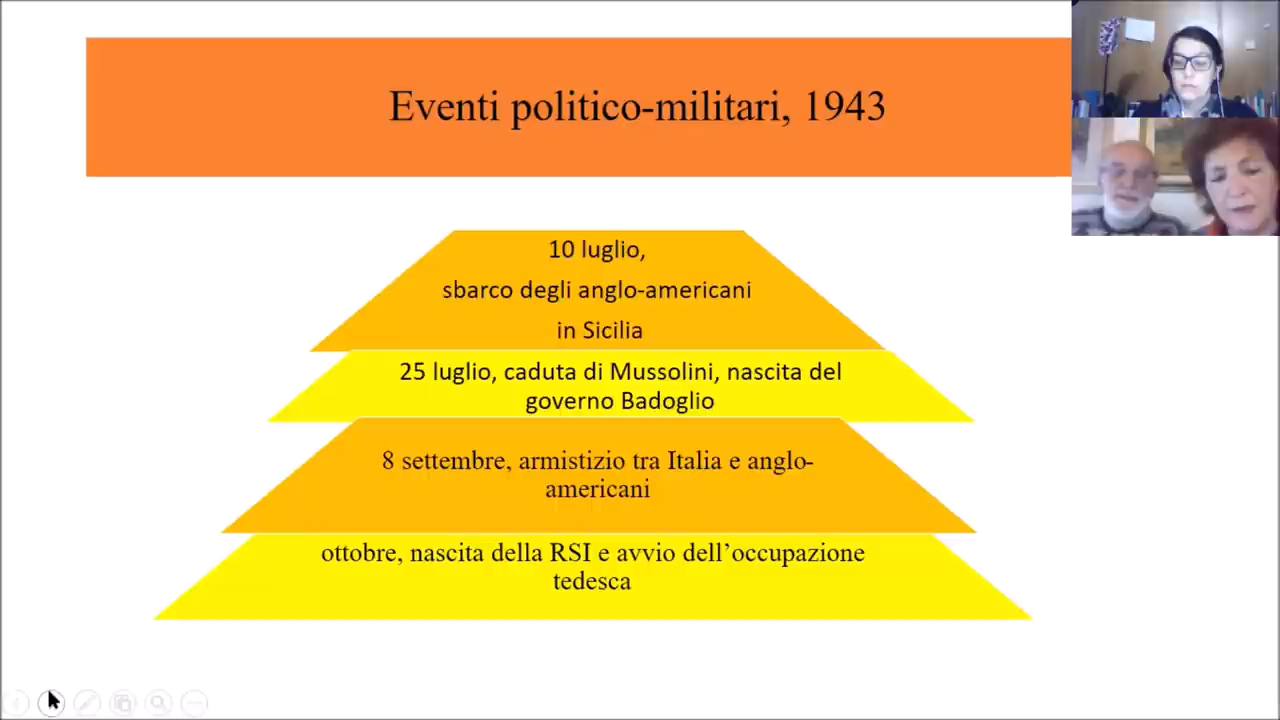 Eventi politico-militari, 1943
10 luglio,
sbarco degli anglo-americani
in Sicilia
25 luglio, caduta di Mussolini, nascita del
governo Badoglio
8 settembre, armistizio tra Italia e anglo-
americani
ottobre, nascita della RSI e avvio dell’occupazione
tedesca